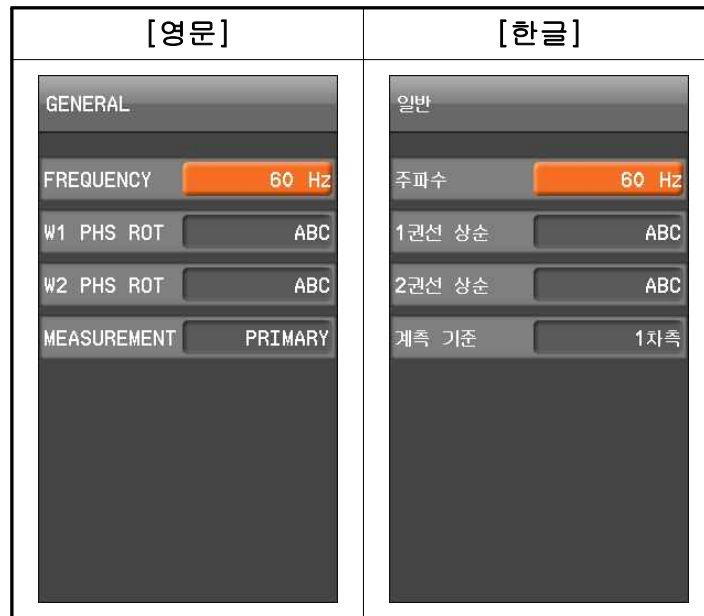 [영문]
[한글]
GENERAL
FREQUENCY 60 Hz
W1 PHS ROT ABC
W2 PHS ROT ABC
MEASUREMENT PRIMARY
일반
주파수 60 Hz
1권선 상순 ABC
2권선 상순 ABC
계측 기준 1차측